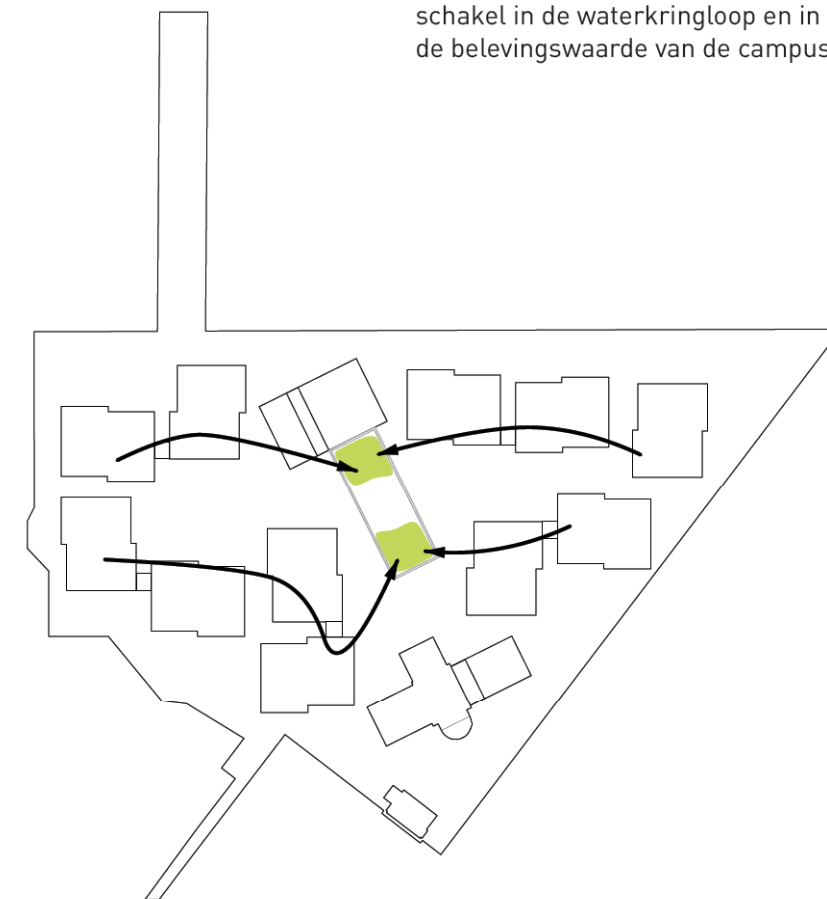 schakel in de waterkringloop en in
de belevingswaarde van de campus